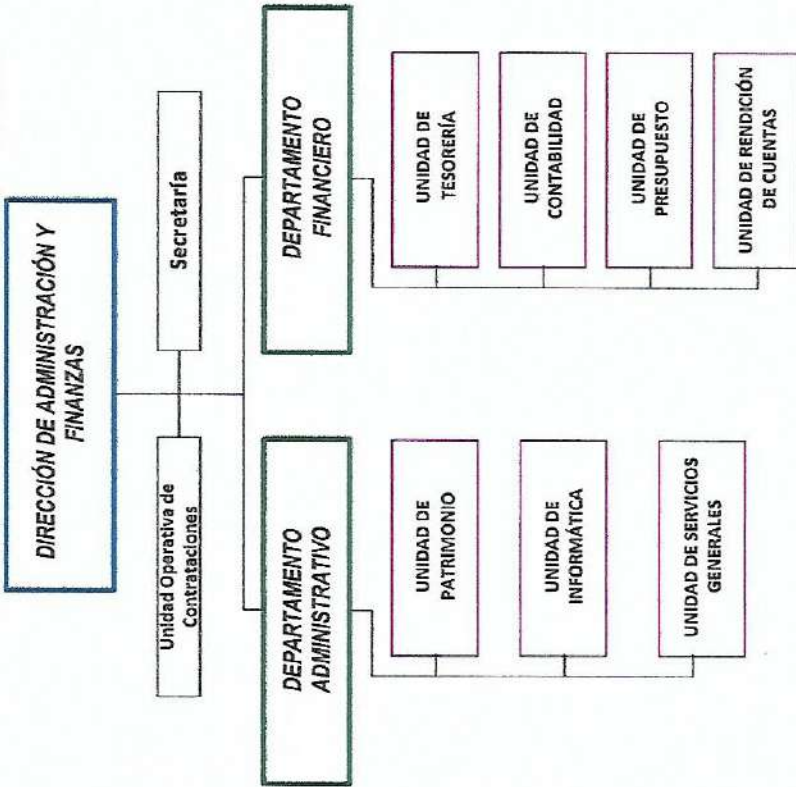 DIRECCIÓN DE ADMINISTRACIÓN Y
FINANZAS
Unidad Operativa de
Contrataciones
Secretaría
DEPARTAMENTO
ADMINISTRATIVO
DEPARTAMENTO
FINANCIERO
UNIDAD DE
PATRIMONIO
UNIDAD DE
INFORMÁTICA
UNIDAD DE SERVICIOS
GENERALES
UNIDAD DE
TESORERÍA
UNIDAD DE
CONTABILIDAD
UNIDAD DE
PRESUPUESTO
UNIDAD DE RENDICIÓN
DE CUENTAS